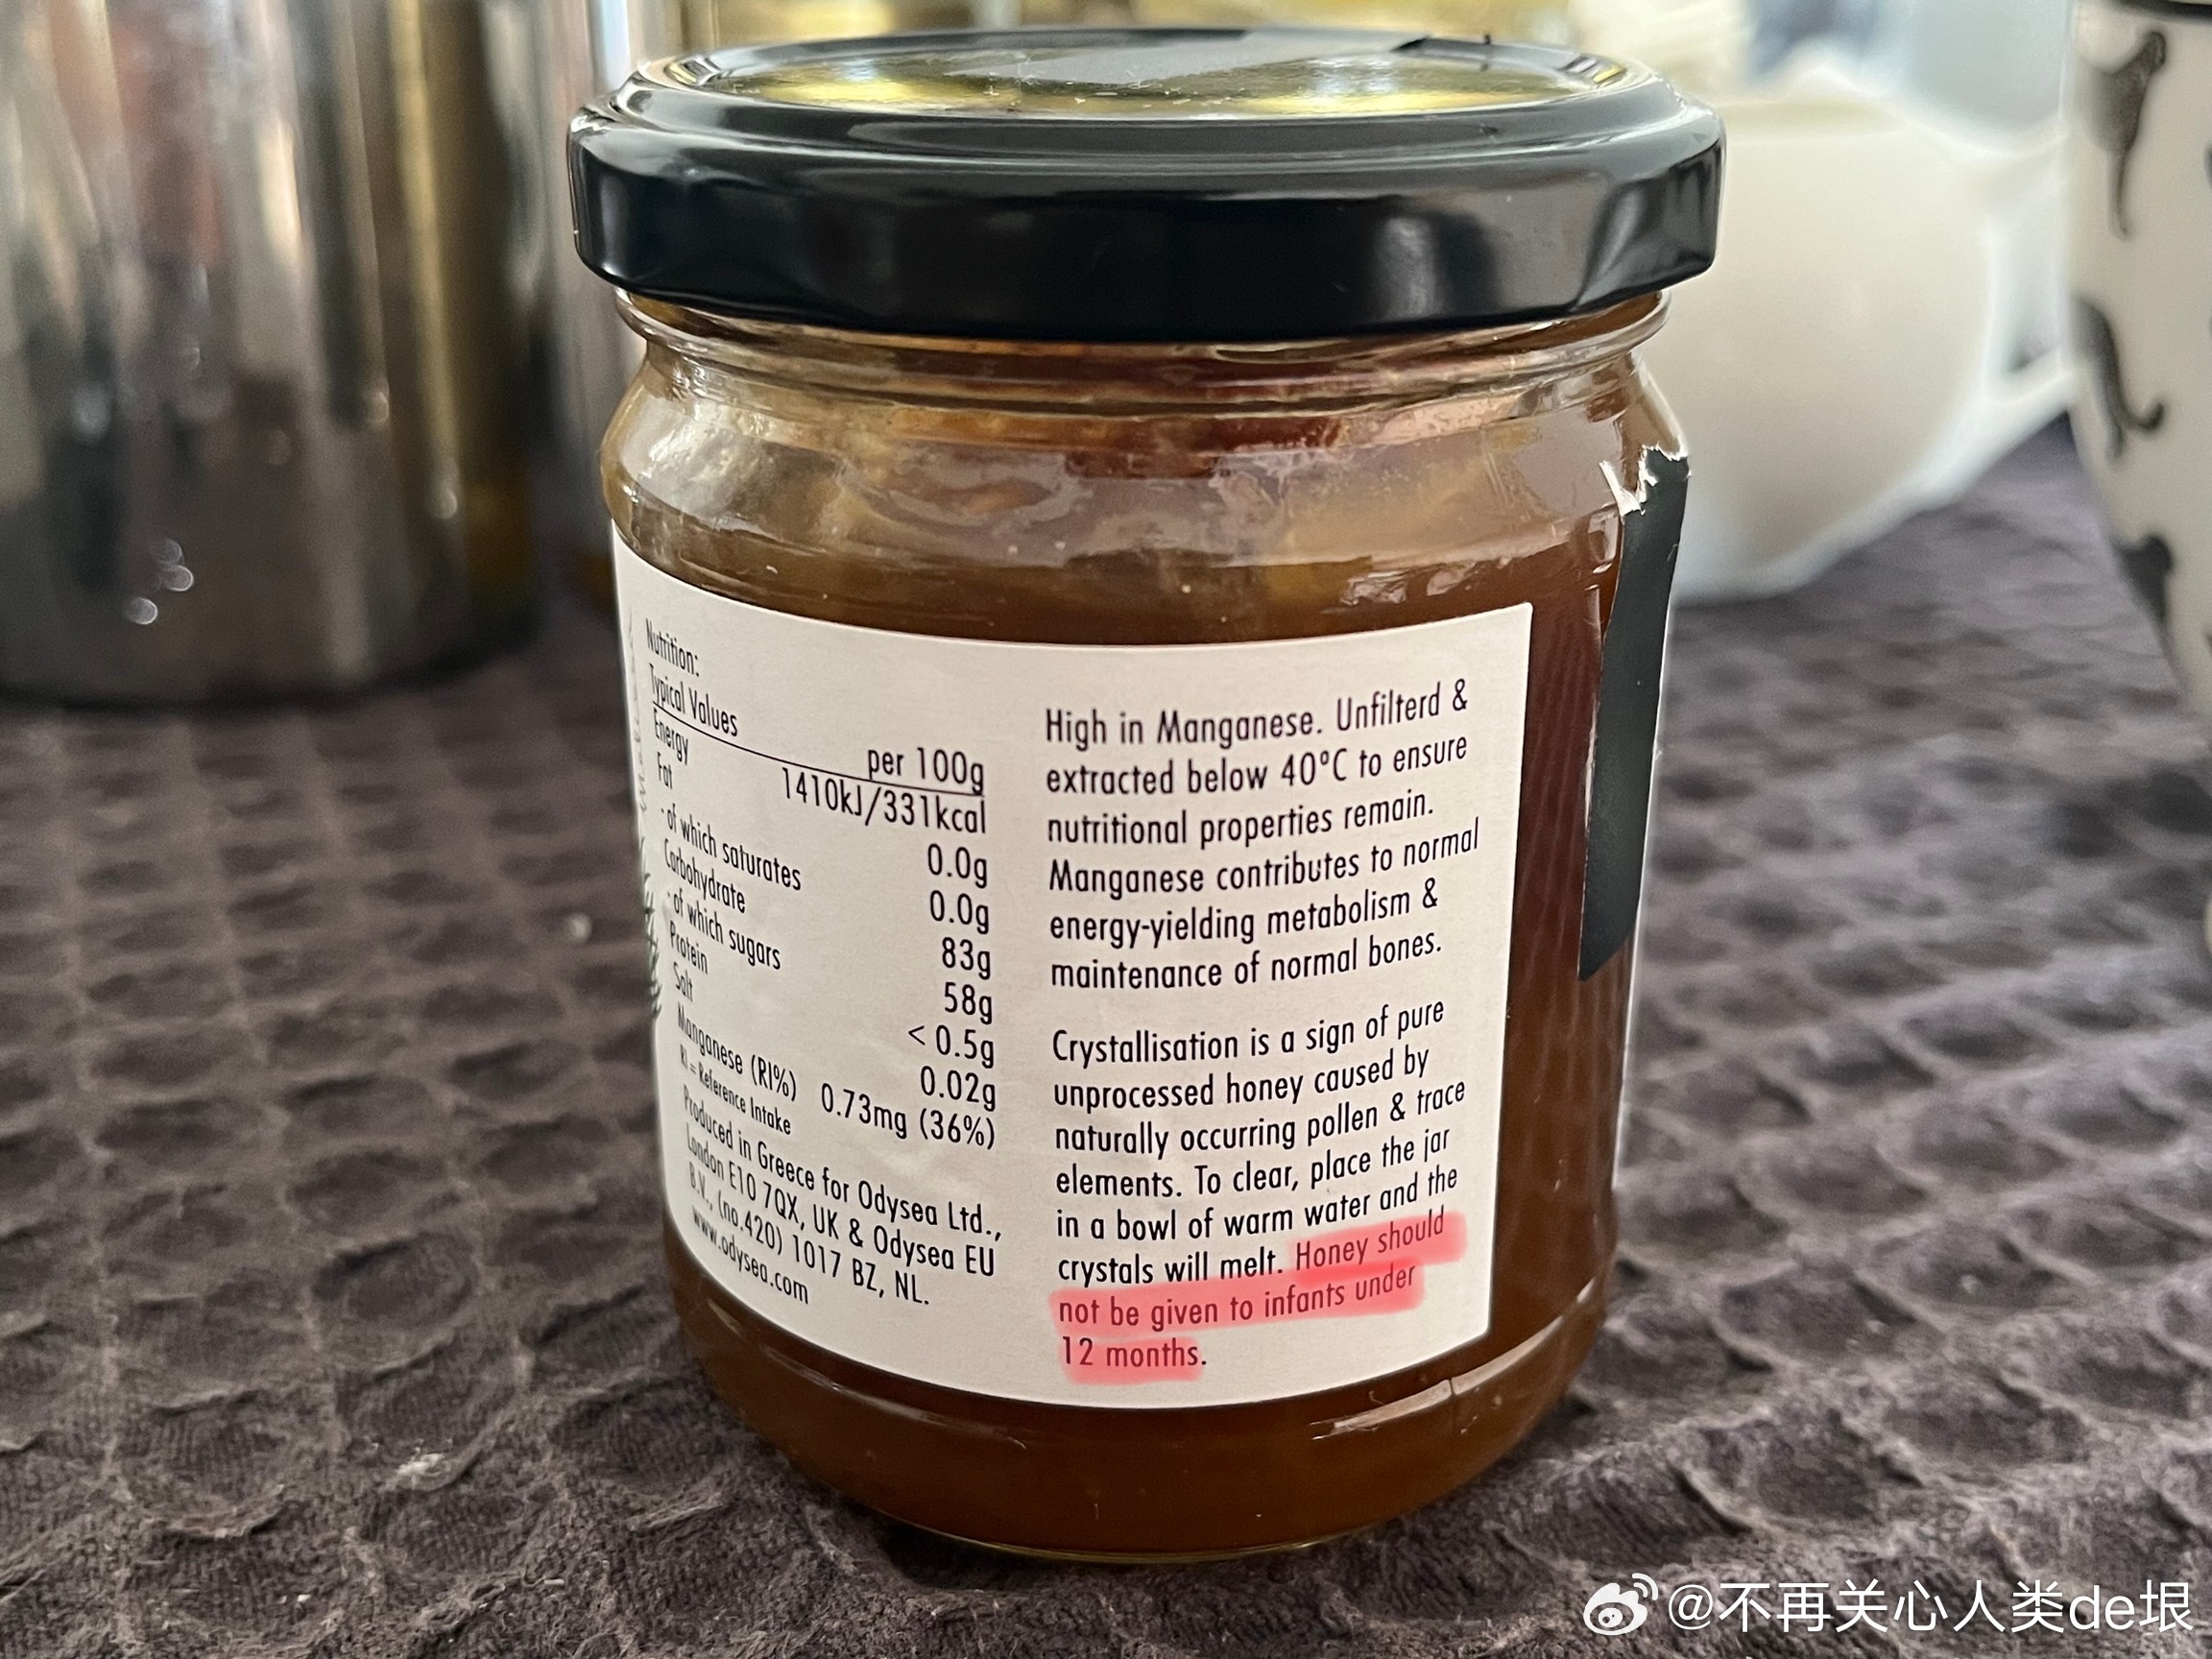 Nutrition:
Typical Values
per 100g
Energy 1410kJ/331kcal
Fat 0.0g
- of which saturates 0.0g
Carbohydrate 83g
- of which sugars 58g
Protein < 0.5g
Salt 0.02g
Manganese (RI%) 0.73mg (36%)
RI = Reference Intake
Produced in Greece for Odysea Ltd.,
London E10 7QX, UK & Odysea EU
B.V., (no.420) 1017 BZ, NL.
www.odysea.com
High in Manganese. Unfilterd &
extracted below 40°C to ensure
nutritional properties remain.
Manganese contributes to normal
energy-yielding metabolism &
maintenance of normal bones.
Crystallisation is a sign of pure
unprocessed honey caused by
naturally occurring pollen & trace
elements. To clear, place the jar
in a bowl of warm water and the
crystals will melt. Honey should
not be given to infants under
12 months.
@不再关心人类de垠